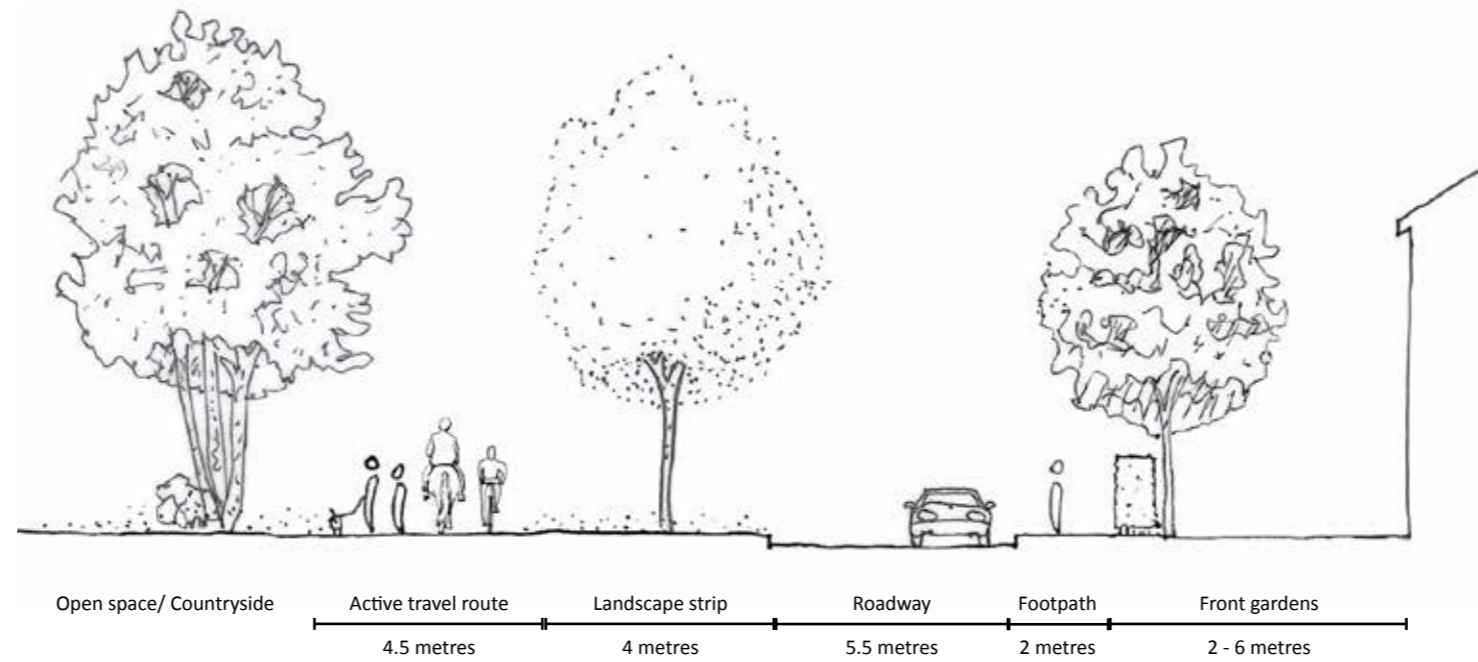 Open space/ Countryside Active travel route Landscape strip Roadway Footpath Front gardens
4.5 metres 4 metres 5.5 metres 2 metres 2 - 6 metres